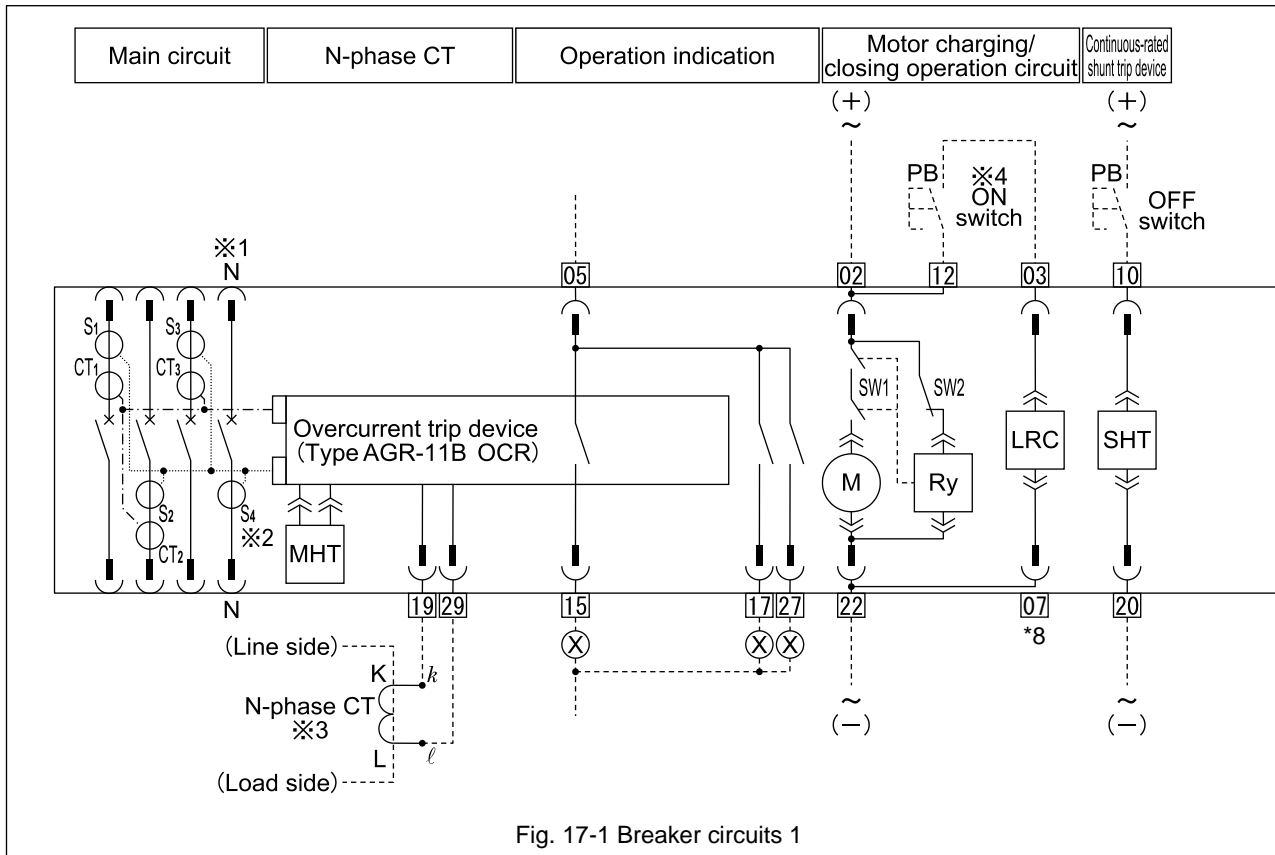 Main circuit
N-phase CT
Operation indication
Motor charging/
closing operation circuit
Continuous-rated
shunt trip device
(+)
~
(+)
~
PB
※4
ON
switch
PB
OFF
switch
※1
N
05
02
12
03
10
S1
S3
CT1
CT3
SW1
SW2
Overcurrent trip device
(Type AGR-11B OCR)
LRC
SHT
M
Ry
S2
S4
CT2
※2
MHT
N
19
29
15
17
27
22
07
20
*8
(Line side)
K
k
N-phase CT
※3
L
ℓ
(Load side)
~
(−)
~
(−)
Fig. 17-1 Breaker circuits 1